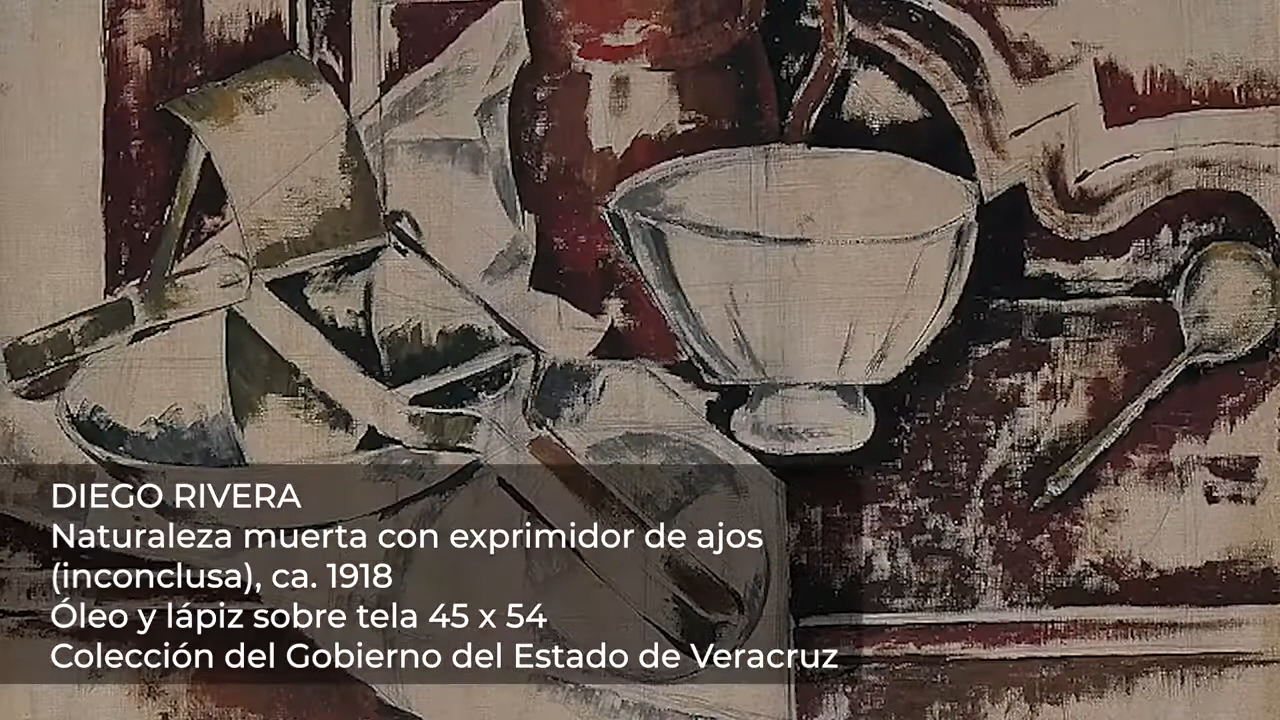 DIEGO RIVERA
Naturaleza muerta con exprimidor de ajos
(inconclusa), ca. 1918
Óleo y lápiz sobre tela 45 x 54
Colección del Gobierno del Estado de Veracruz